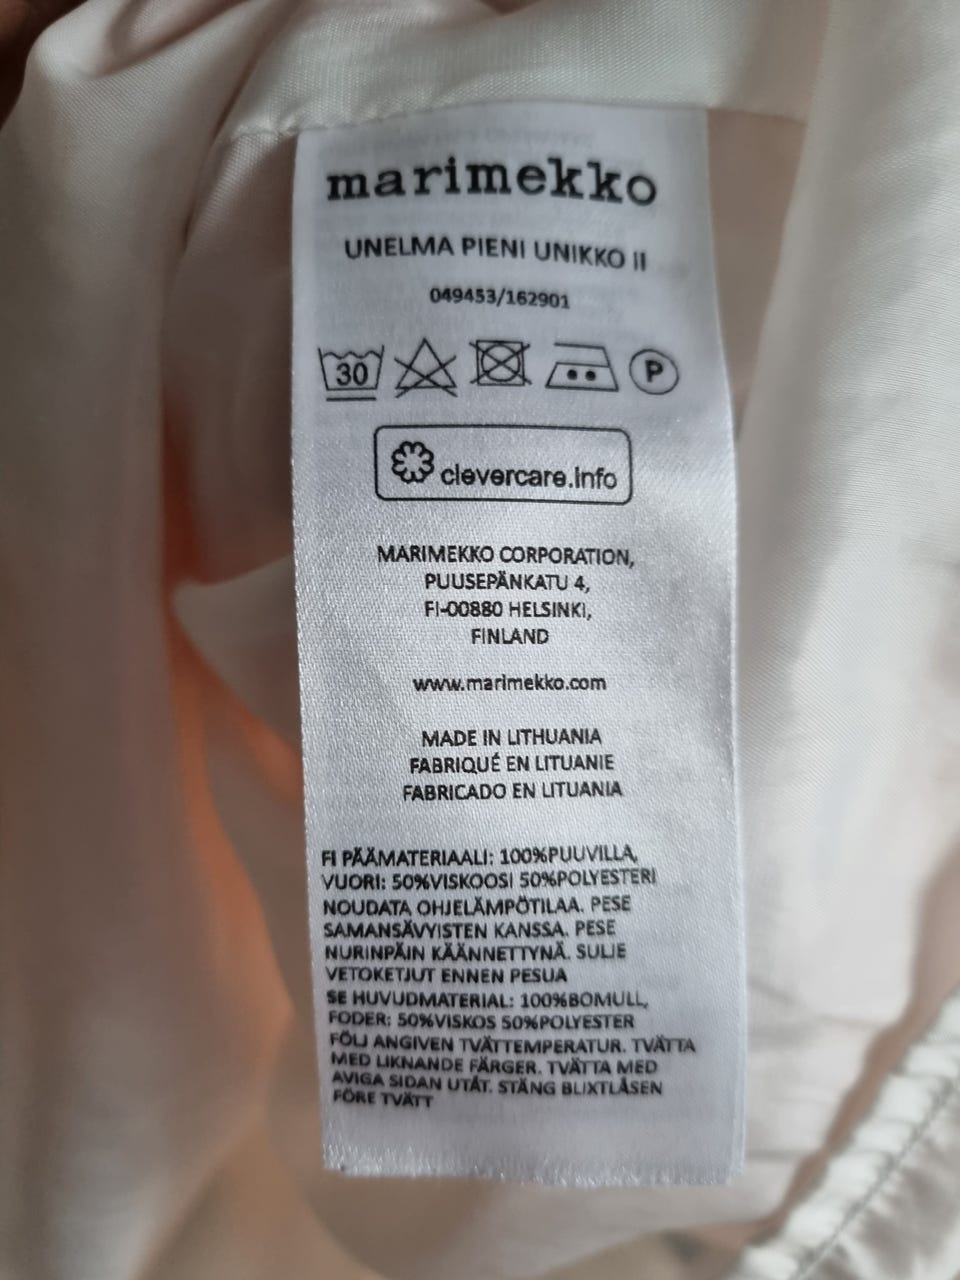 marimekko
UNELMA PIENI UNIKKO II
049453/162901
30 P
clevercare.info
MARIMEKKO CORPORATION,
PUUSEPÄNKATU 4,
FI-00880 HELSINKI,
FINLAND
www.marimekko.com
MADE IN LITHUANIA
FABRIQUÉ EN LITUANIE
FABRICADO EN LITUANIA
FI PÄÄMATERIAALI: 100%PUUVILLA,
VUORI: 50%VISKOOSI 50%POLYESTERI
NOUDATA OHJELÄMPÖTILAA. PESE
SAMANSÄVYISTEN KANSSA. PESE
NURINPÄIN KÄÄNNETTYNÄ. SULJE
VETOKETJUT ENNEN PESUA
SE HUVUDMATERIAL: 100%BOMULL,
FODER: 50%VISKOS 50%POLYESTER
FÖLJ ANGIVEN TVÄTTEMPERATUR. TVÄTTA
MED LIKNANDE FÄRGER. TVÄTTA MED
AVIGA SIDAN UTÅT. STÄNG BLIXTLÅSEN
FÖRE TVÄTT